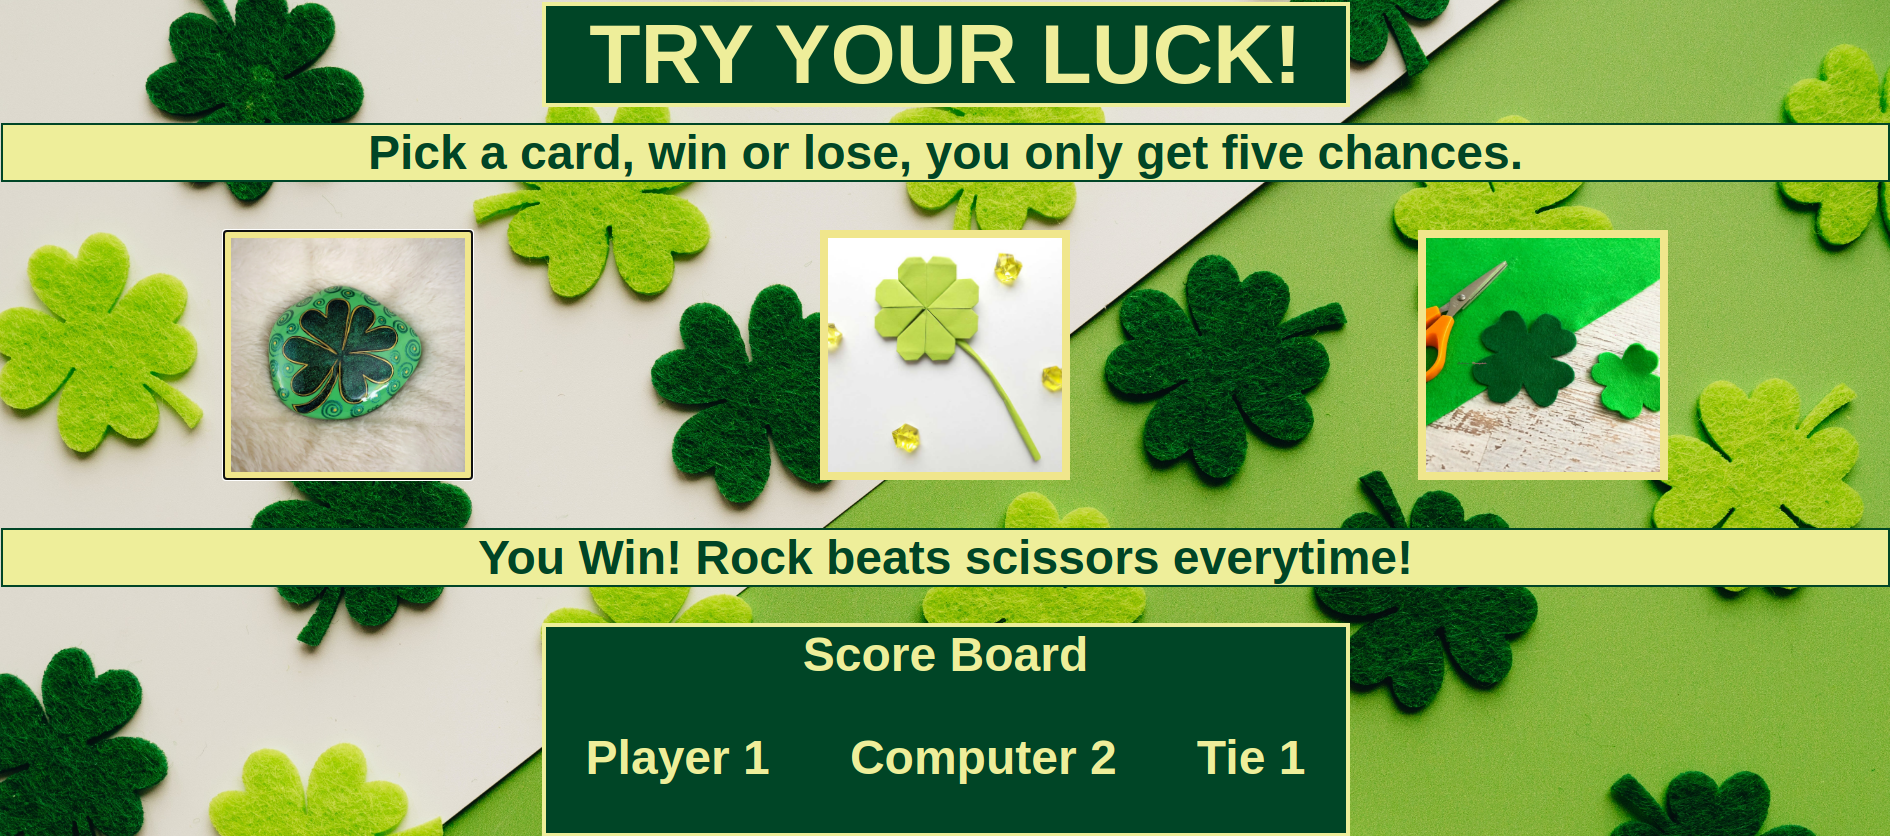 TRY YOUR LUCK!
Pick a card, win or lose, you only get five chances.
You Win! Rock beats scissors everytime!
Score Board
Player 1 Computer 2 Tie 1